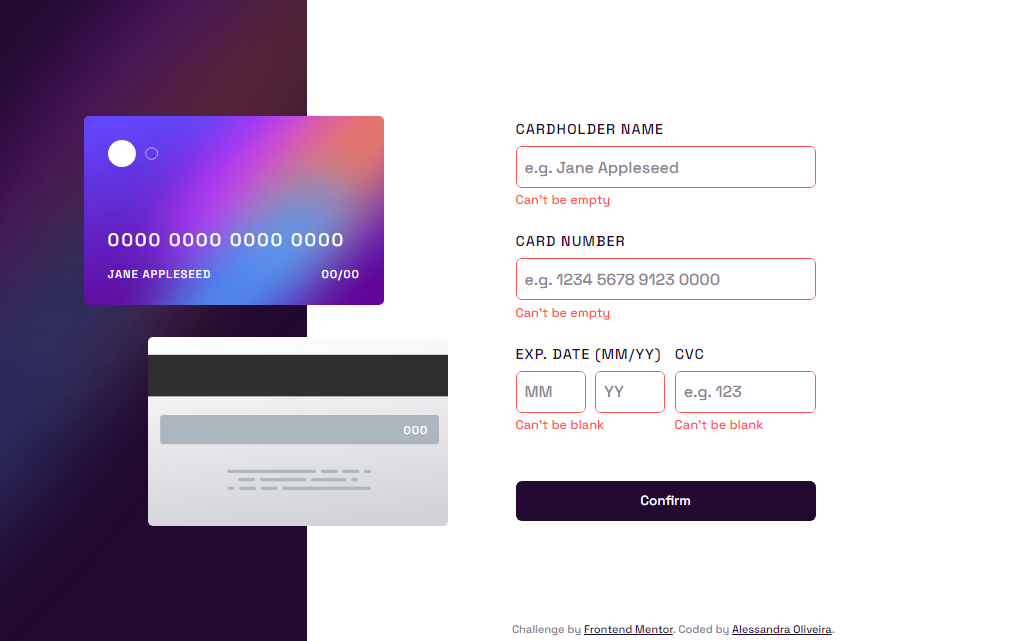 0000 0000 0000 0000
JANE APPLESEED 00/00
000
CARDHOLDER NAME
e.g. Jane Appleseed
Can't be empty
CARD NUMBER
e.g. 1234 5678 9123 0000
Can't be empty
EXP. DATE (MM/YY) CVC
MM YY e.g. 123
Can't be blank Can't be blank
Confirm
Challenge by Frontend Mentor. Coded by Alessandra Oliveira.